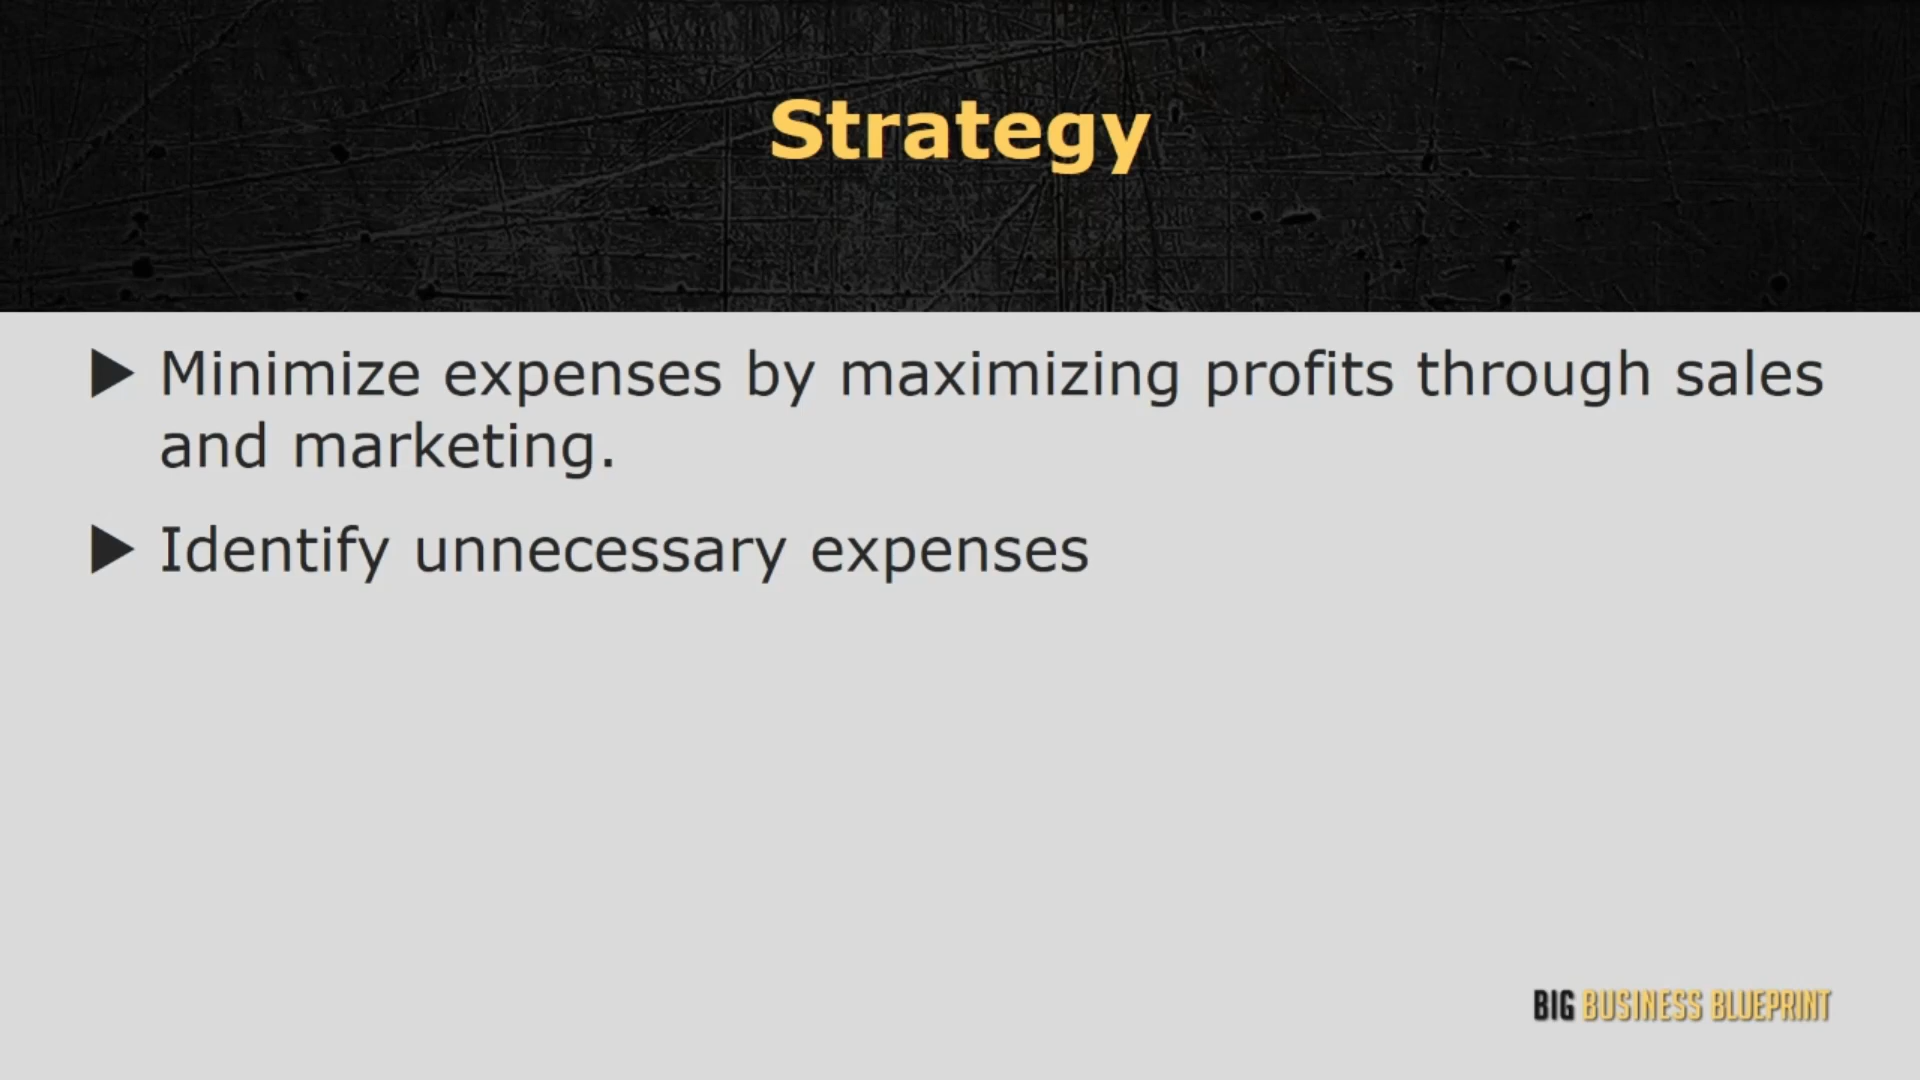 Strategy
▶ Minimize expenses by maximizing profits through sales
and marketing.
▶ Identify unnecessary expenses
BIG BUSINESS BLUEPRINT